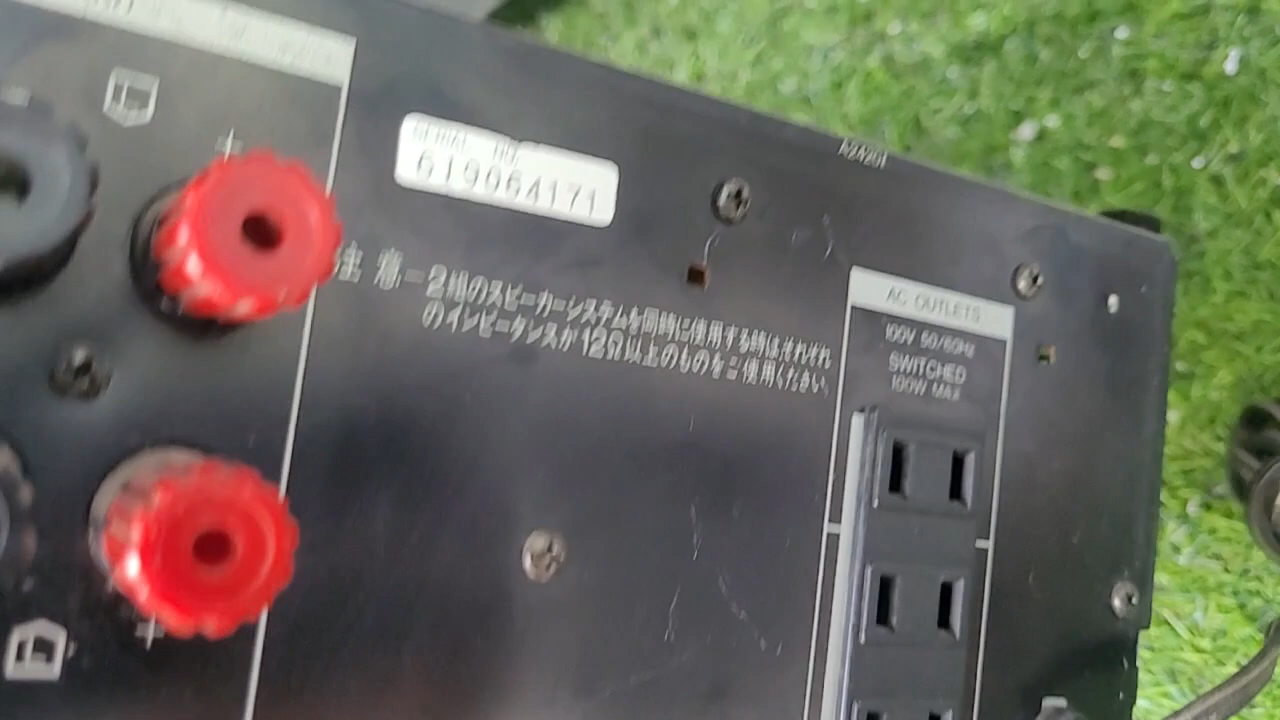 L
+
SERIAL NO.
619064171
A24201
注 意-2組のスピーカーシステムを同時に使用する時はそれぞれ
のインピーダンスが12Ω以上のものをご使用ください。
AC OUTLETS
100V 50/60Hz
SWITCHED
100W MAX
+